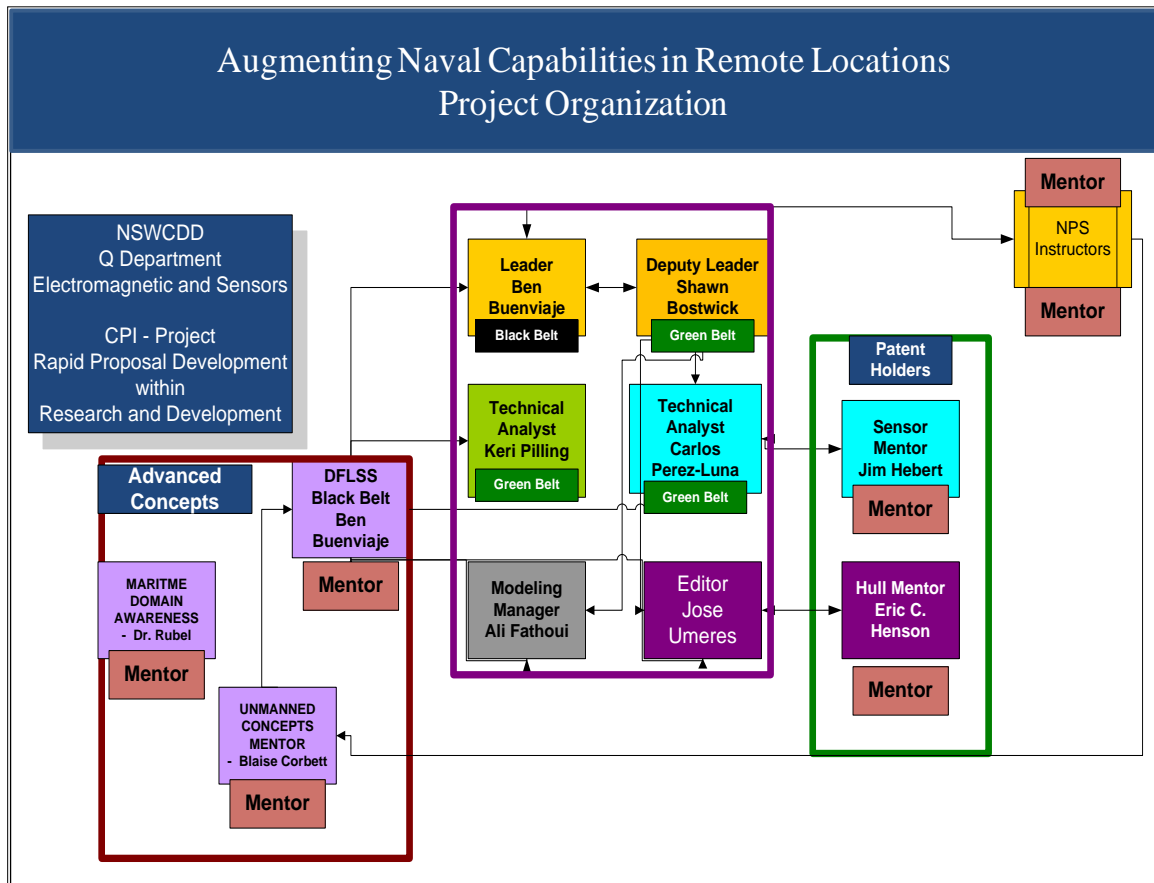 Augmenting Naval Capabilities in Remote Locations
Project Organization
NSWCDD
Q Department
Electromagnetic and Sensors
CPI - Project
Rapid Proposal Development
within
Research and Development
Mentor
NPS
Instructors
Mentor
Leader
Ben
Buenviaje
Black Belt
Deputy Leader
Shawn
Bostwick
Green Belt
Technical
Analyst
Keri Pilling
Green Belt
Technical
Analyst
Carlos
Perez-Luna
Green Belt
Modeling
Manager
Ali Fathoui
Editor
Jose
Umeres
Patent
Holders
Sensor
Mentor
Jim Hebert
Mentor
Hull Mentor
Eric C.
Henson
Mentor
Advanced
Concepts
DFLSS
Black Belt
Ben
Buenviaje
Mentor
MARITME
DOMAIN
AWARENESS
- Dr. Rubel
Mentor
UNMANNED
CONCEPTS
MENTOR
- Blaise Corbett
Mentor